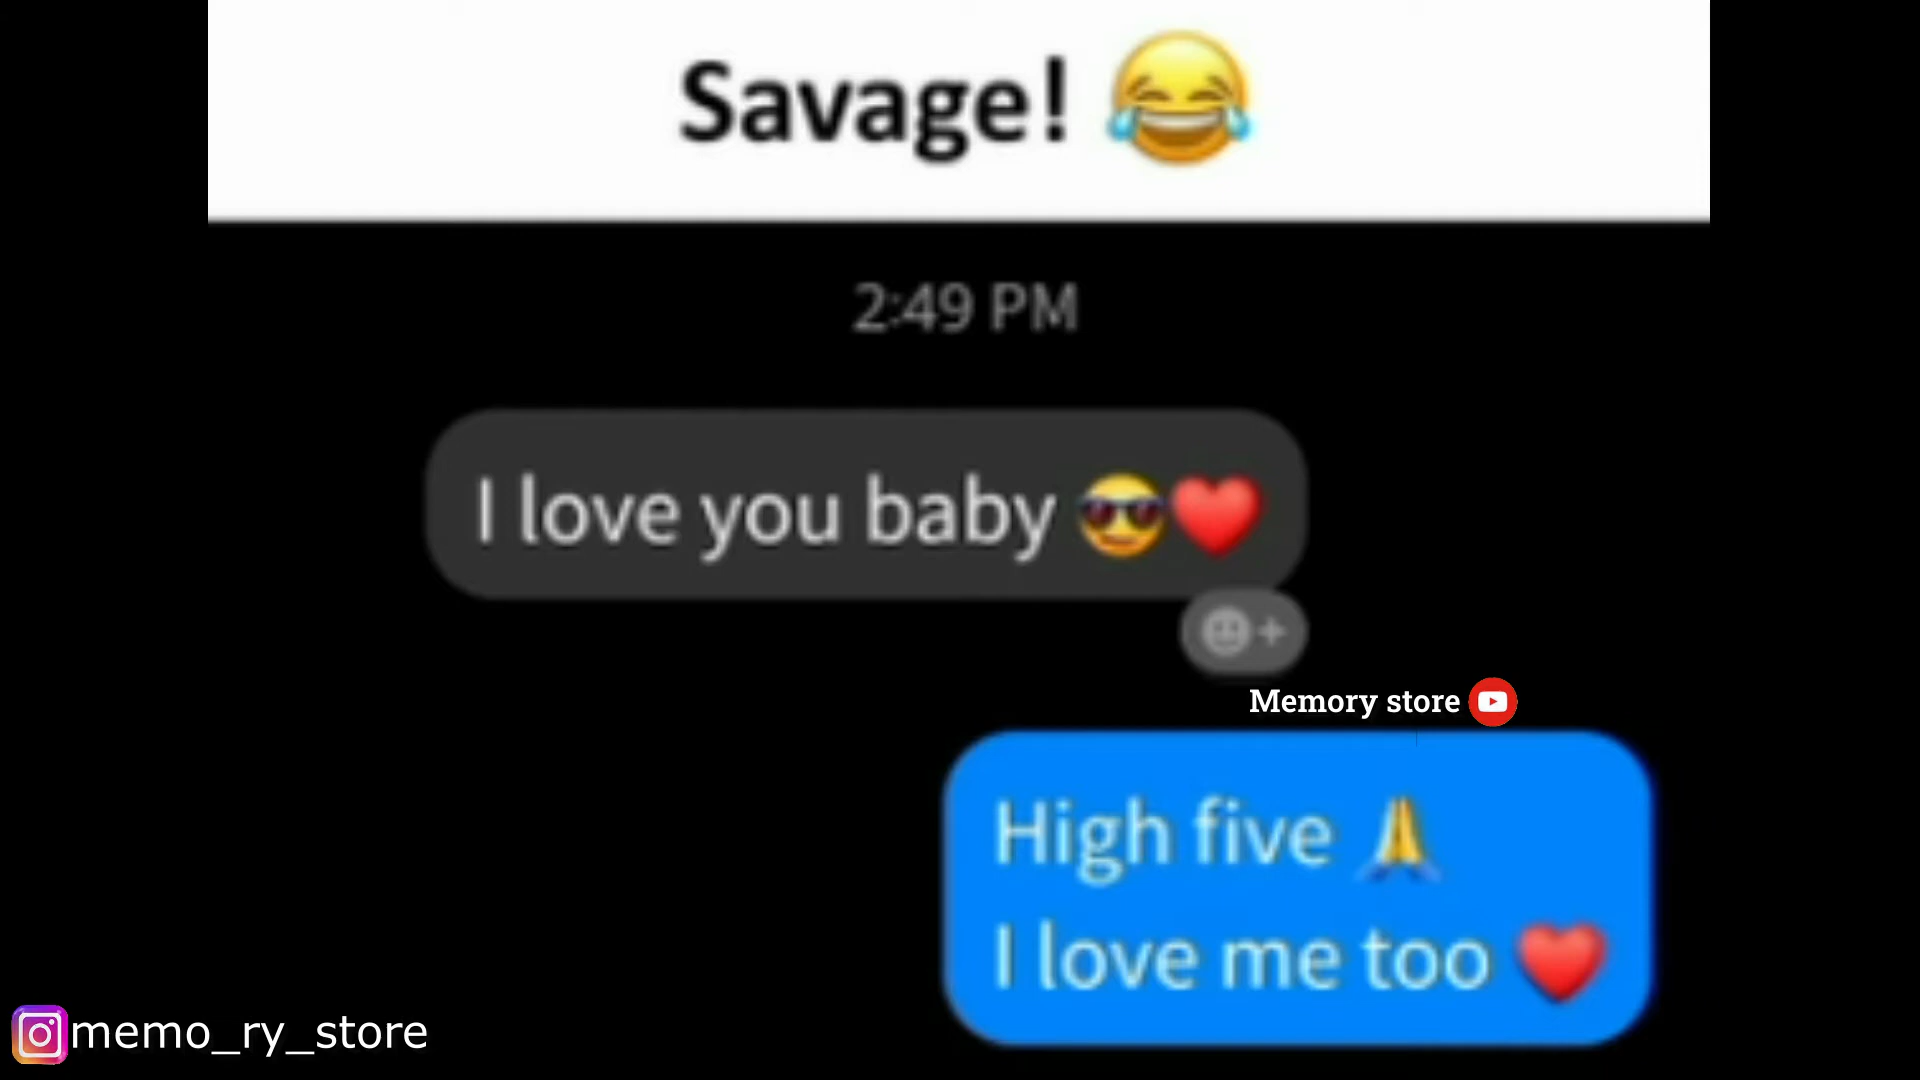 Savage! 😂
2:49 PM
I love you baby 😎❤️
Memory store
High five 🙏
I love me too ❤️
memo_ry_store